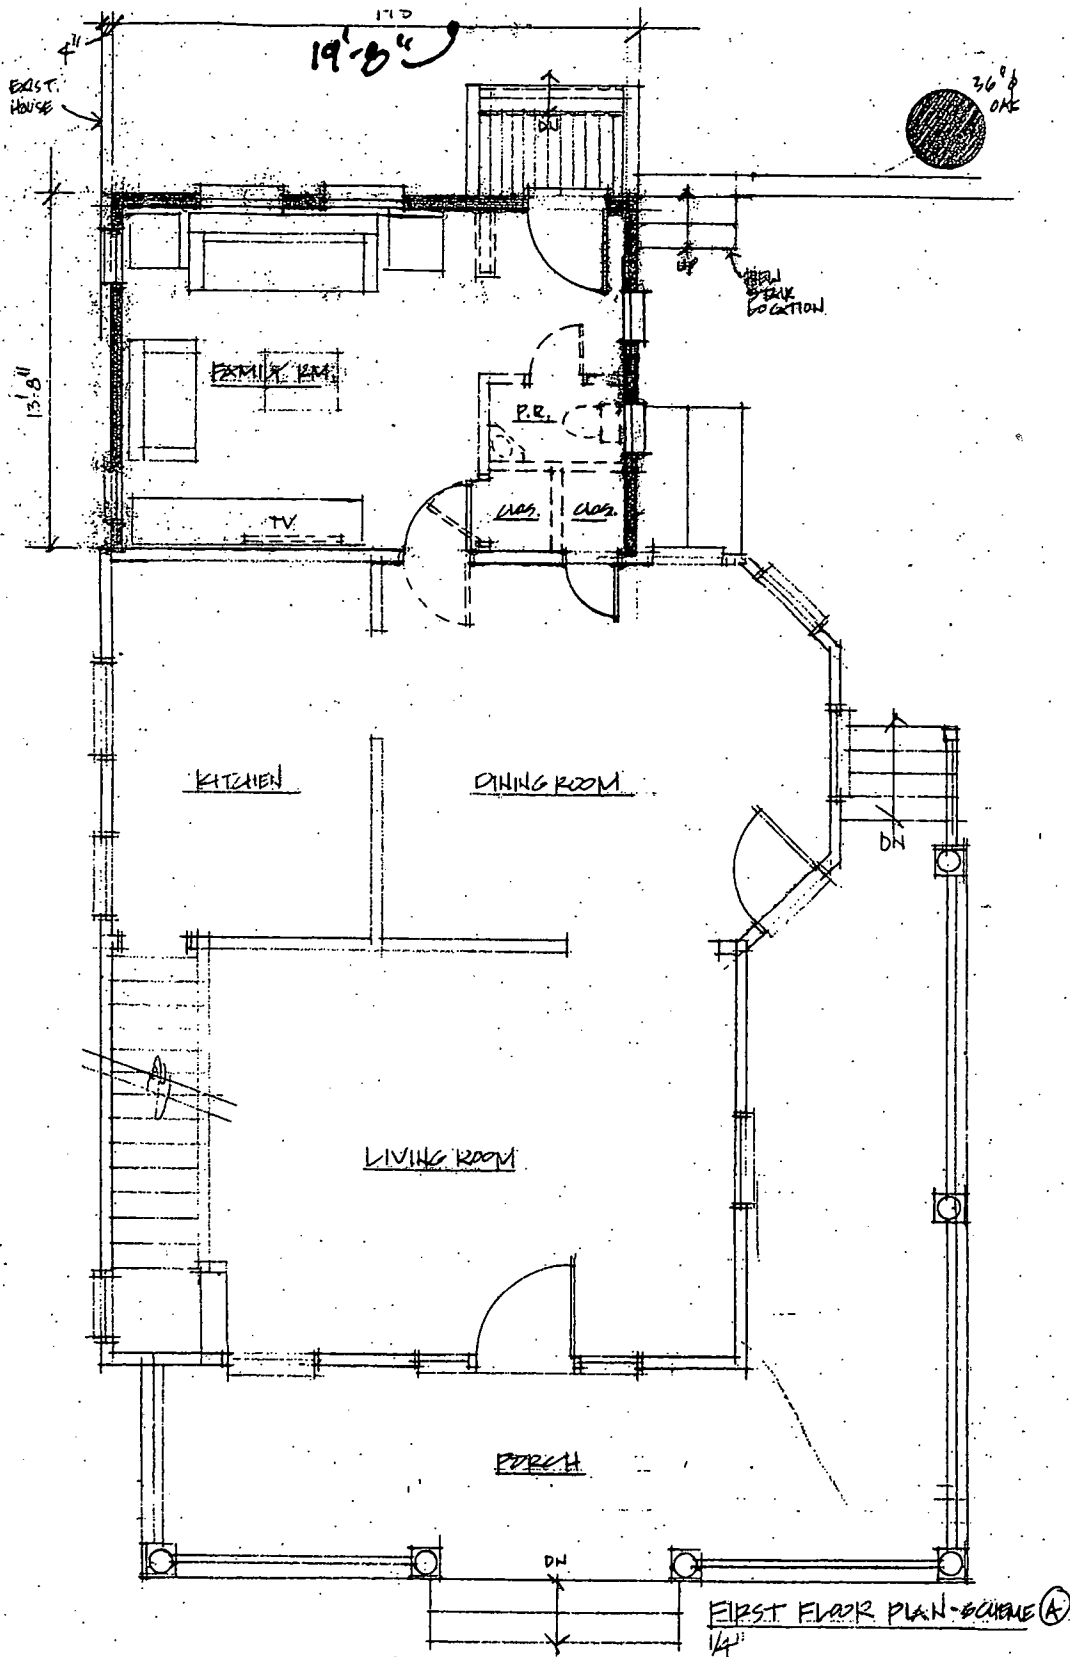 19'-8"
4"
EXIST.
HOUSE
36"ϕ
OAK
DN
UP
NEW
STAIR
LOCATION
13'-8"
FAMILY RM.
P.R.
CLOS.
CLOS.
TV
KITCHEN
DINING ROOM
DN
LIVING ROOM
PORCH
DN
FIRST FLOOR PLAN - SCHEME A
1/4"